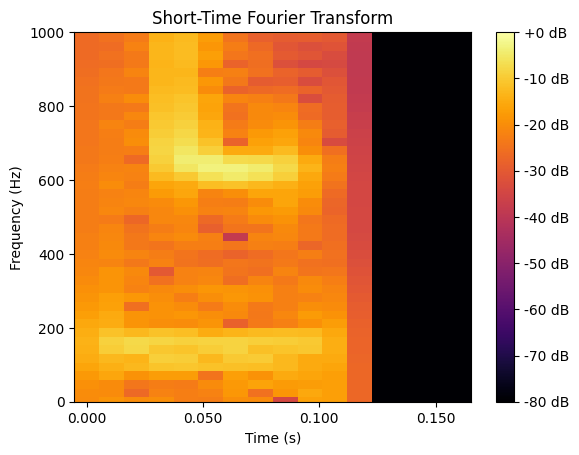 Short-Time Fourier Transform
1000
800
600
400
200
0
Frequency (Hz)
0.000
0.050
0.100
0.150
Time (s)
+0 dB
-10 dB
-20 dB
-30 dB
-40 dB
-50 dB
-60 dB
-70 dB
-80 dB